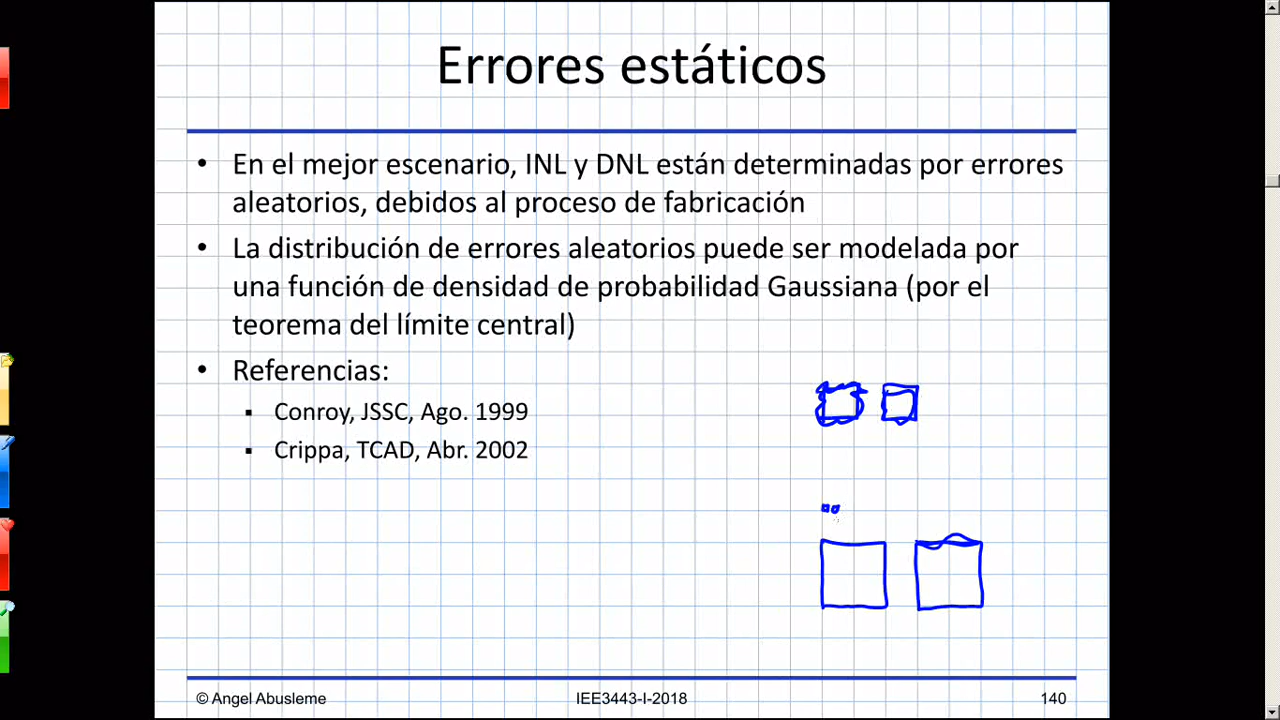 Errores estáticos
• En el mejor escenario, INL y DNL están determinadas por errores
aleatorios, debidos al proceso de fabricación
• La distribución de errores aleatorios puede ser modelada por
una función de densidad de probabilidad Gaussiana (por el
teorema del límite central)
• Referencias:
▪ Conroy, JSSC, Ago. 1999
▪ Crippa, TCAD, Abr. 2002
© Angel Abusleme IEE3443-I-2018 140